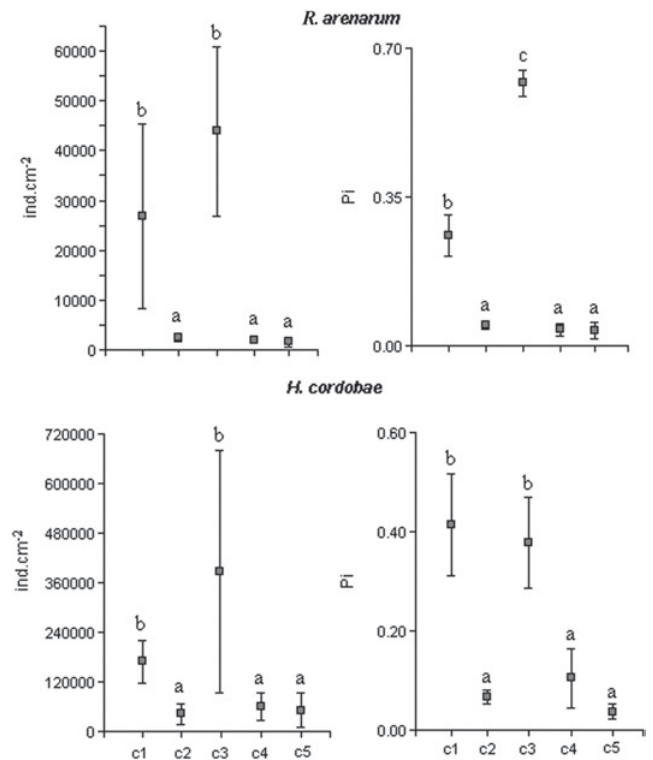 R. arenarum
60000
50000
40000
30000
20000
10000
0
ind.cm-2
b
a
b
a
a
0.70
0.35
0.00
Pi
b
a
c
a
a
H. cordobae
720000
600000
480000
360000
240000
120000
0
ind.cm-2
b
a
b
a
a
c1 c2 c3 c4 c5
0.60
0.40
0.20
0.00
Pi
b
a
b
a
a
c1 c2 c3 c4 c5